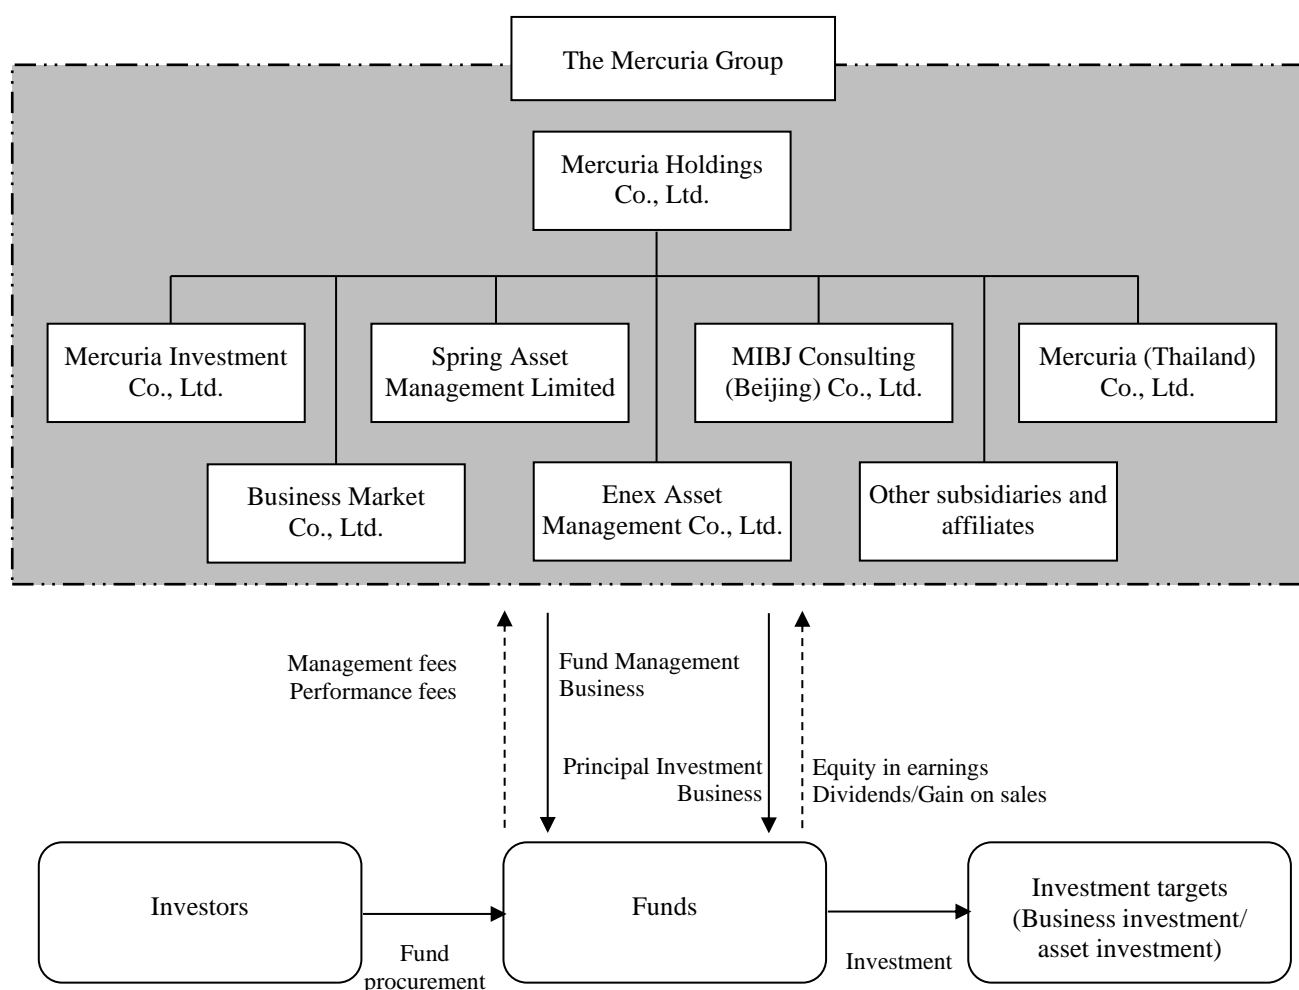 The Mercuria Group
Mercuria Holdings
Co., Ltd.
Mercuria Investment
Co., Ltd.
Spring Asset
Management Limited
MIBJ Consulting
(Beijing) Co., Ltd.
Mercuria (Thailand)
Co., Ltd.
Business Market
Co., Ltd.
Enex Asset
Management Co., Ltd.
Other subsidiaries and
affiliates
Management fees
Performance fees
Fund Management
Business
Principal Investment
Business
Equity in earnings
Dividends/Gain on sales
Investors
Fund
procurement
Funds
Investment
Investment targets
(Business investment/
asset investment)